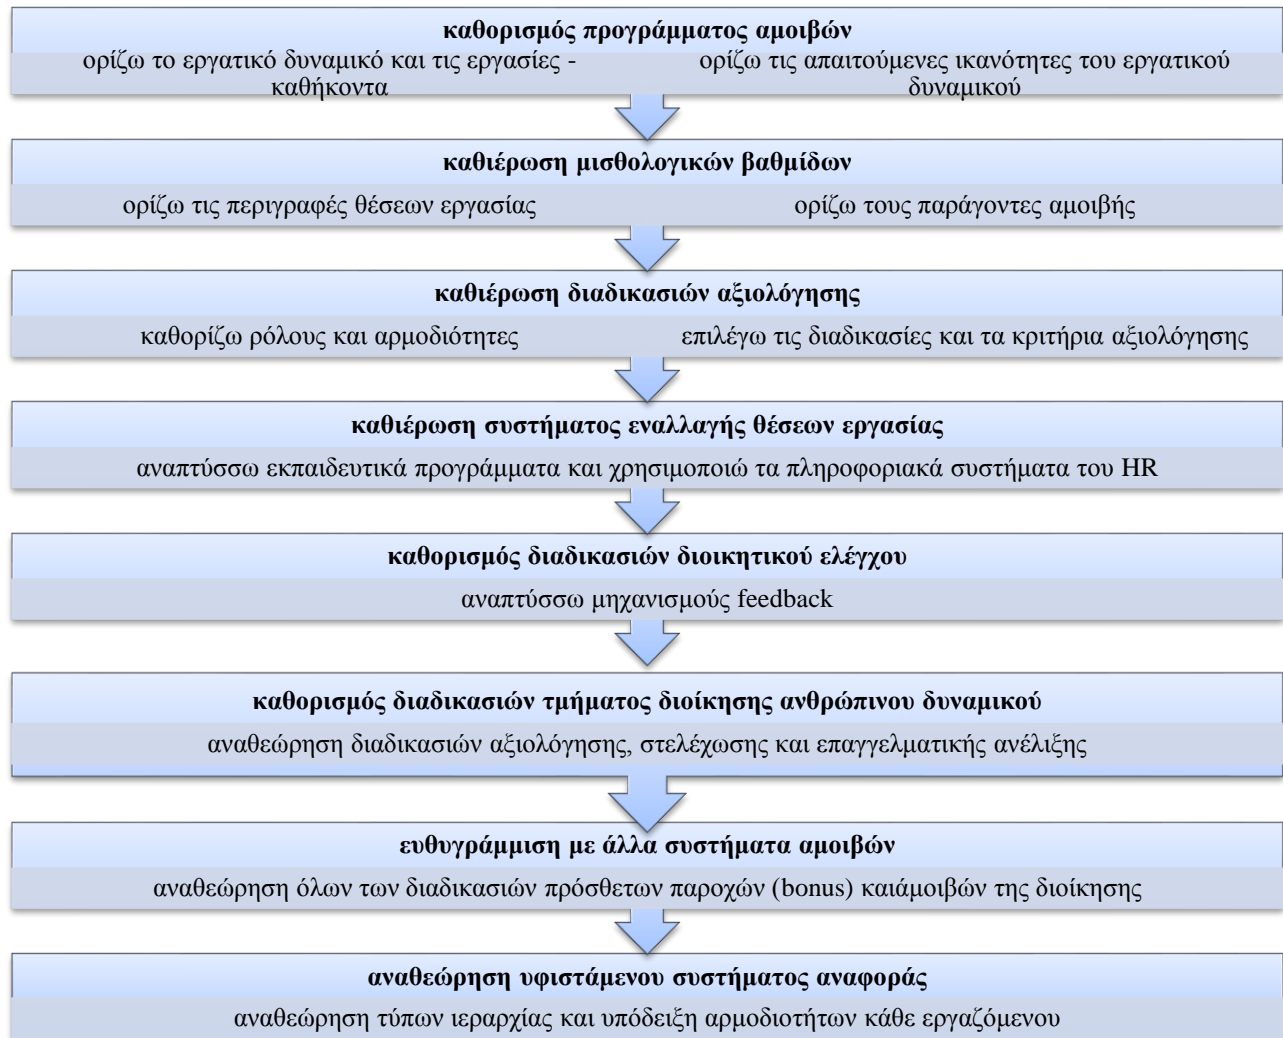 καθορισμός προγράμματος αμοιβών
ορίζω το εργατικό δυναμικό και τις εργασίες -
καθήκοντα
ορίζω τις απαιτούμενες ικανότητες του εργατικού
δυναμικού
καθιέρωση μισθολογικών βαθμίδων
ορίζω τις περιγραφές θέσεων εργασίας
ορίζω τους παράγοντες αμοιβής
καθιέρωση διαδικασιών αξιολόγησης
καθορίζω ρόλους και αρμοδιότητες
επιλέγω τις διαδικασίες και τα κριτήρια αξιολόγησης
καθιέρωση συστήματος εναλλαγής θέσεων εργασίας
αναπτύσσω εκπαιδευτικά προγράμματα και χρησιμοποιώ τα πληροφοριακά συστήματα του HR
καθορισμός διαδικασιών διοικητικού ελέγχου
αναπτύσσω μηχανισμούς feedback
καθορισμός διαδικασιών τμήματος διοίκησης ανθρώπινου δυναμικού
αναθεώρηση διαδικασιών αξιολόγησης, στελέχωσης και επαγγελματικής ανέλιξης
ευθυγράμμιση με άλλα συστήματα αμοιβών
αναθεώρηση όλων των διαδικασιών πρόσθετων παροχών (bonus) καιάμοιβών της διοίκησης
αναθεώρηση υφιστάμενου συστήματος αναφοράς
αναθεώρηση τύπων ιεραρχίας και υπόδειξη αρμοδιοτήτων κάθε εργαζόμενου